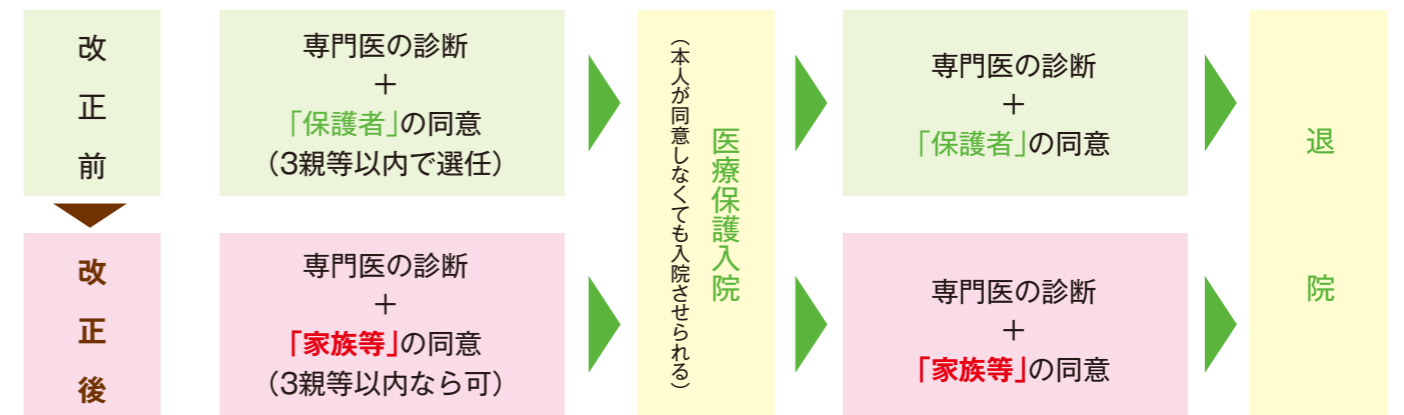 改正前
専門医の診断
＋
「保護者」の同意
（3親等以内で選任）
医療保護入院
（本人が同意しなくても入院させられる）
専門医の診断
＋
「保護者」の同意
退院
改正後
専門医の診断
＋
「家族等」の同意
（3親等以内なら可）
専門医の診断
＋
「家族等」の同意